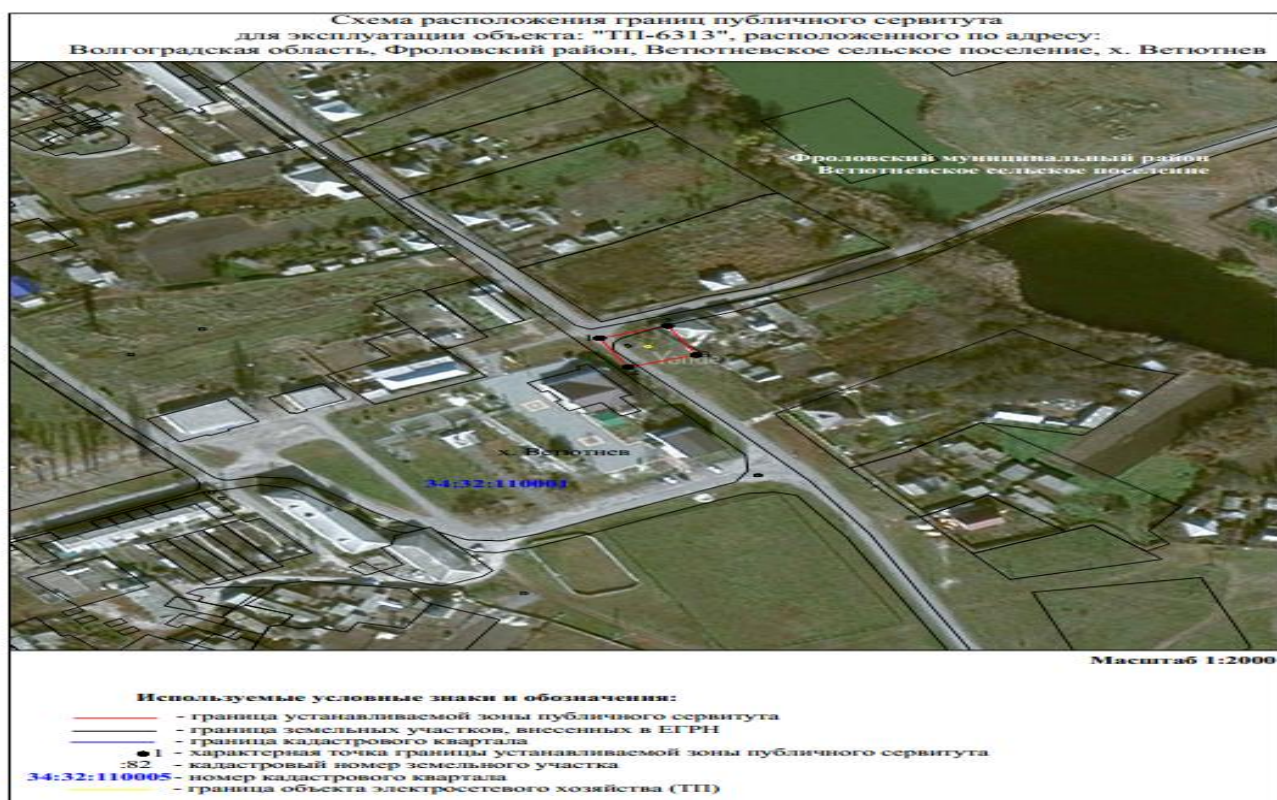 Схема расположения границ публичного сервитута
для эксплуатации объекта: "ТП-6313", расположенного по адресу:
Волгоградская область, Фроловский район, Ветютневское сельское поселение, х. Ветютнев
Фроловский муниципальный район
Ветютневское сельское поселение
1
х. Ветютнев
34:32:110001
Масштаб 1:2000
Используемые условные знаки и обозначения:
- граница устанавливаемой зоны публичного сервитута
- граница земельных участков, внесенных в ЕГРН
- граница кадастрового квартала
1 - характерная точка границы устанавливаемой зоны публичного сервитута
:82 - кадастровый номер земельного участка
34:32:110005 - номер кадастрового квартала
- граница объекта электросетевого хозяйства (ТП)